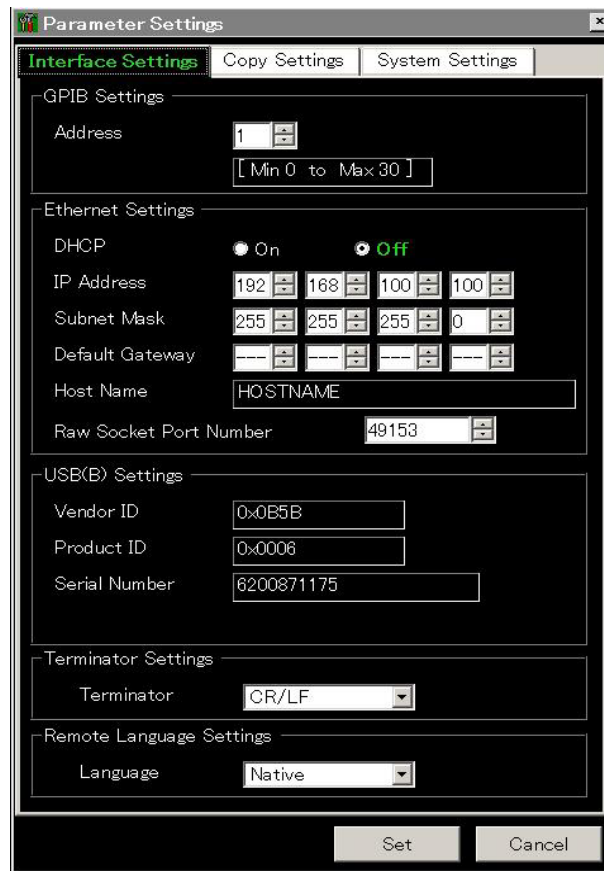 Parameter Settings
Interface Settings Copy Settings System Settings
GPIB Settings
Address 1
[ Min 0 to Max 30 ]
Ethernet Settings
DHCP On Off
IP Address 192 168 100 100
Subnet Mask 255 255 255 0
Default Gateway --- --- --- ---
Host Name HOSTNAME
Raw Socket Port Number 49153
USB(B) Settings
Vendor ID 0x0B5B
Product ID 0x0006
Serial Number 6200871175
Terminator Settings
Terminator CR/LF
Remote Language Settings
Language Native
Set Cancel